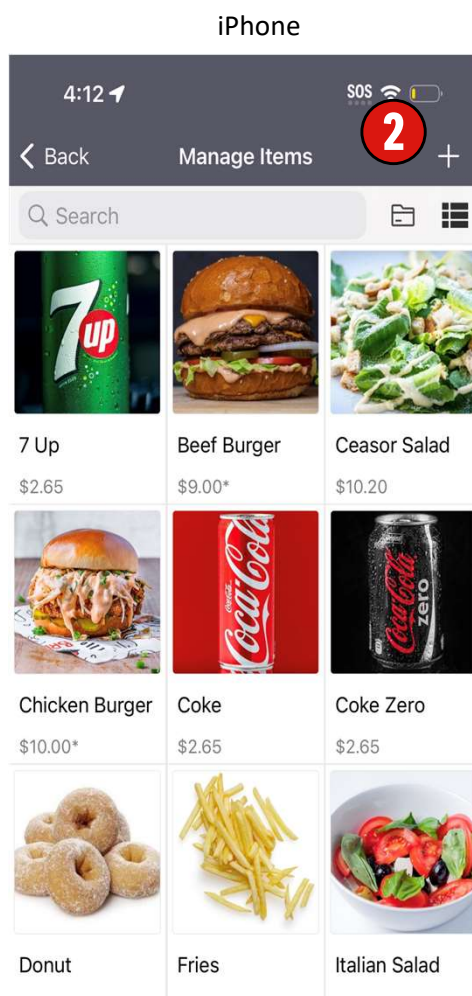 iPhone
4:12 SOS
2
Back Manage Items +
Search
7up
7 Up Beef Burger Ceasor Salad
$2.65 $9.00* $10.20
Coca-Cola Coca-Cola zero
Chicken Burger Coke Coke Zero
$10.00* $2.65 $2.65
Donut Fries Italian Salad